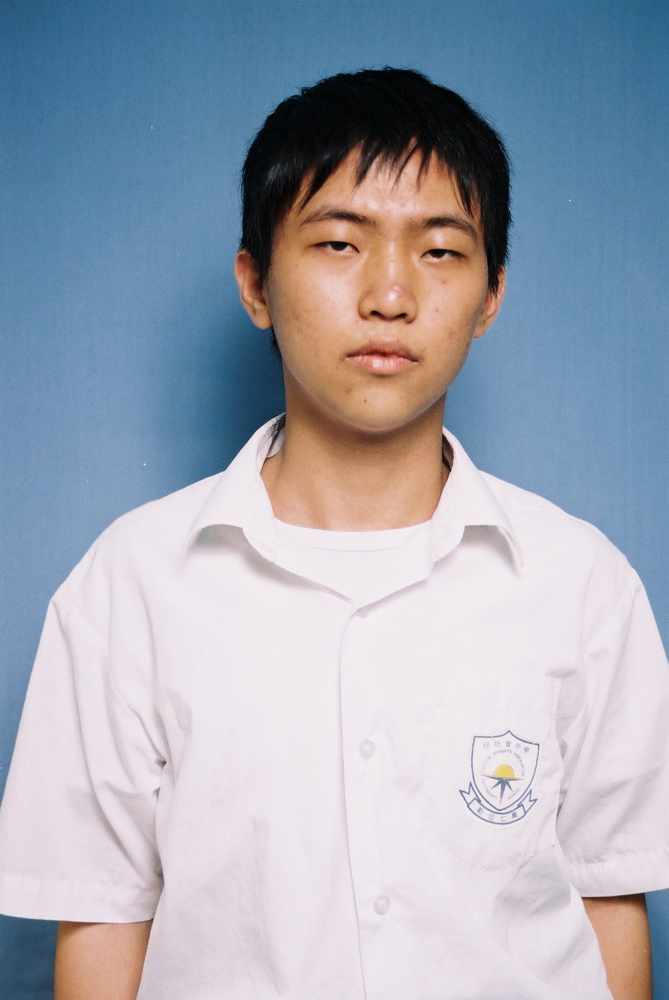 棉紡會中學
COTTON SPINNERS ASSOCIATION
SECONDARY SCHOOL
勤信仁義